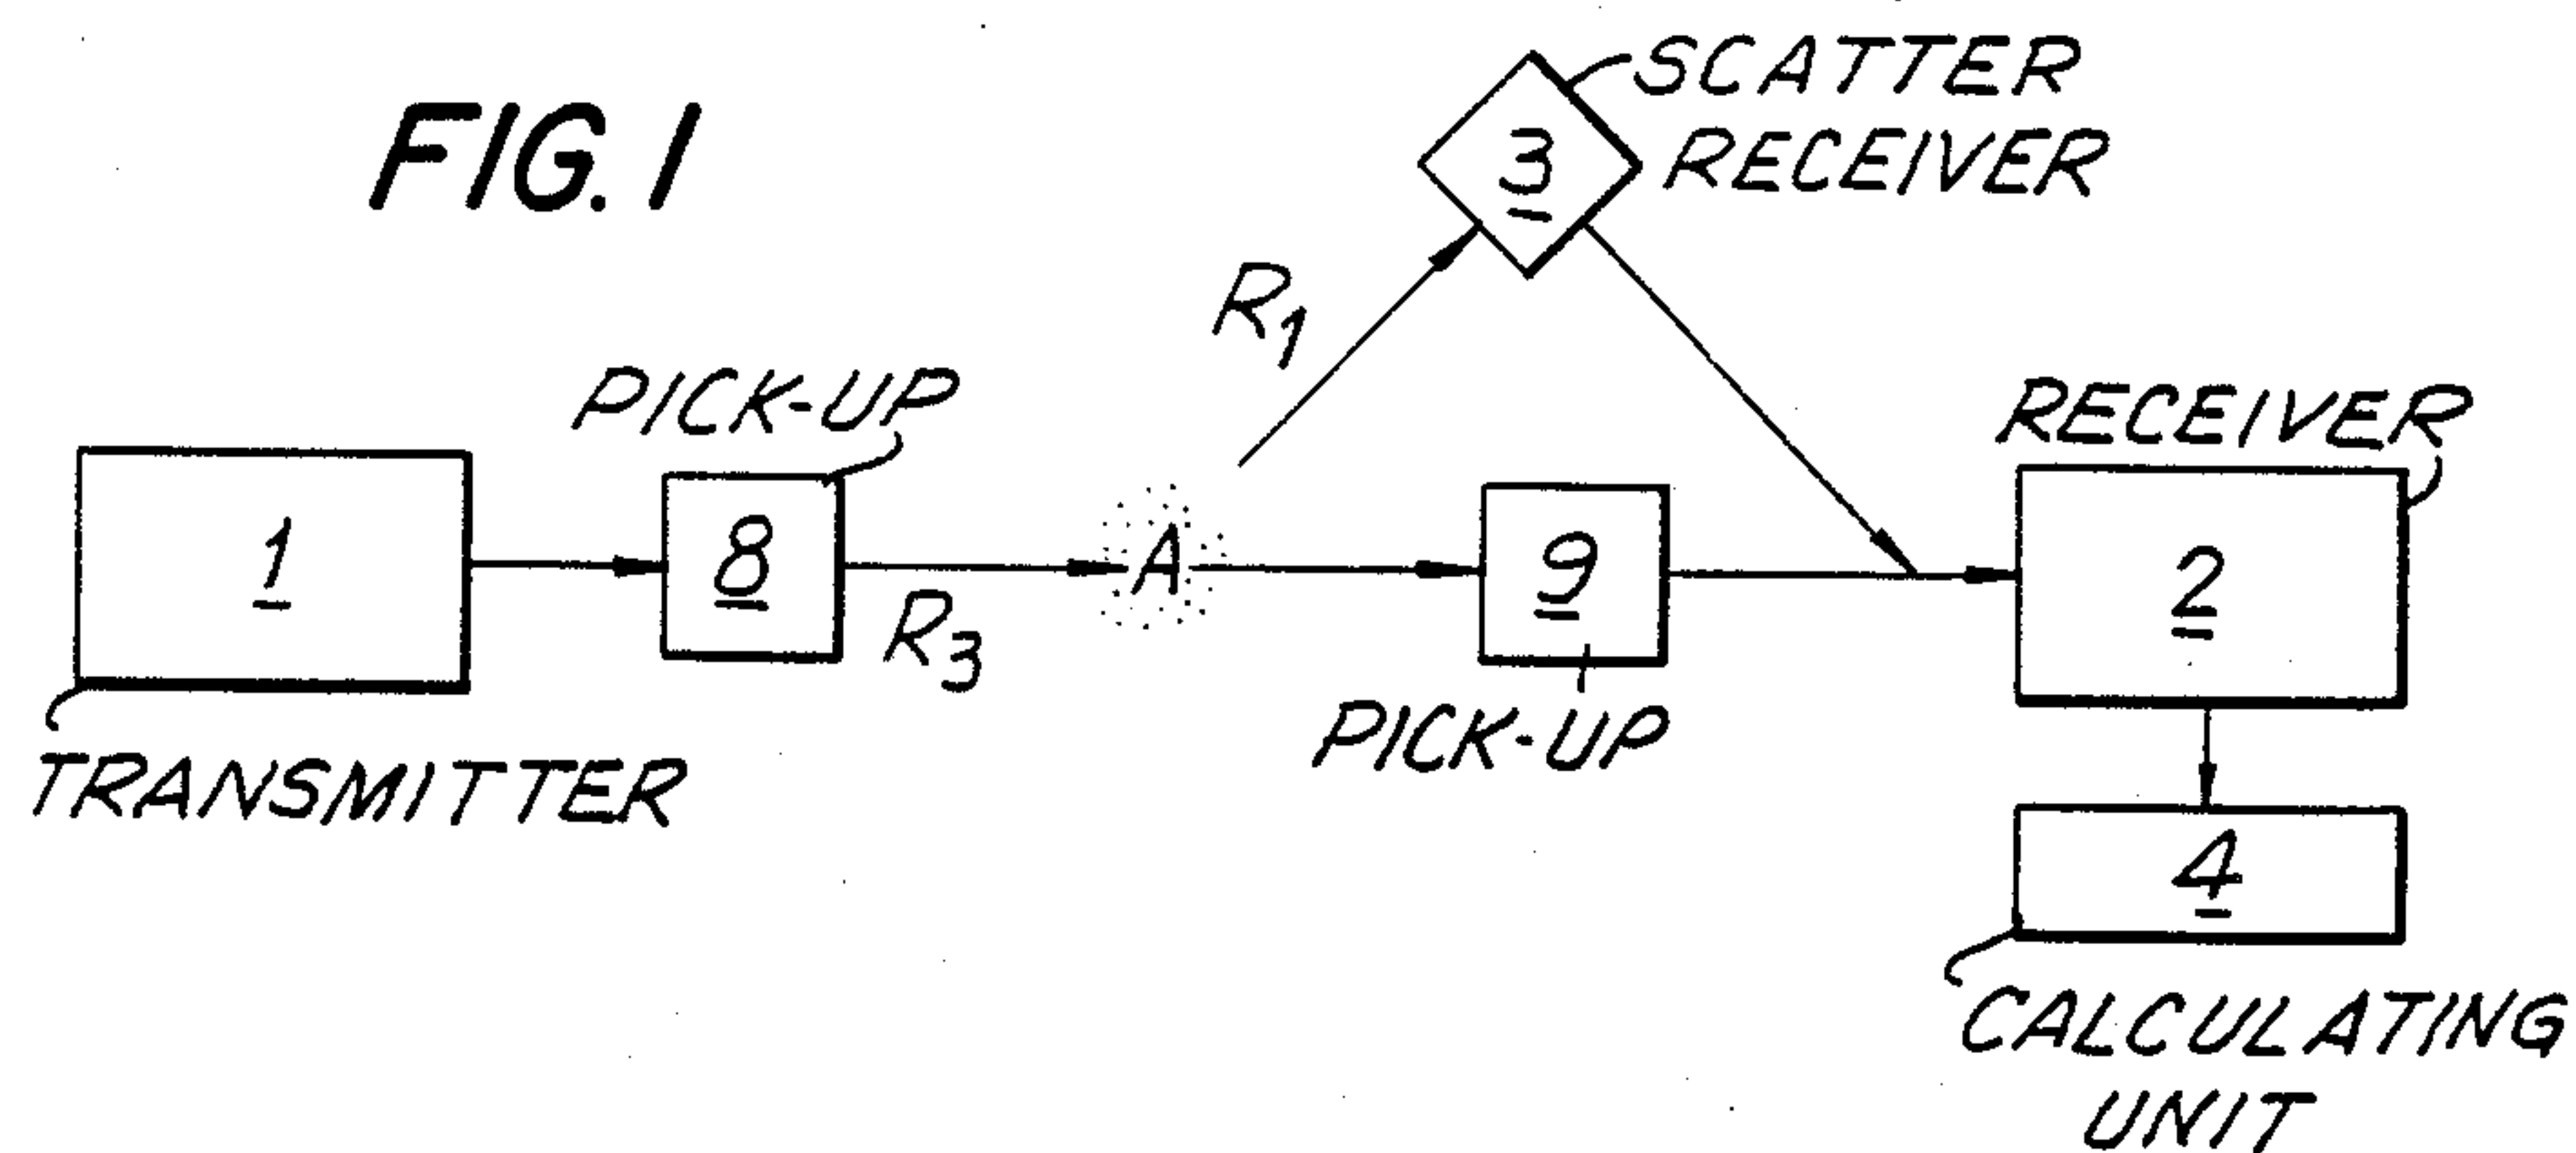 FIG. 1
SCATTER
RECEIVER
3
R1
PICK-UP
RECEIVER
1
8
A
9
2
R3
PICK-UP
TRANSMITTER
4
CALCULATING
UNIT